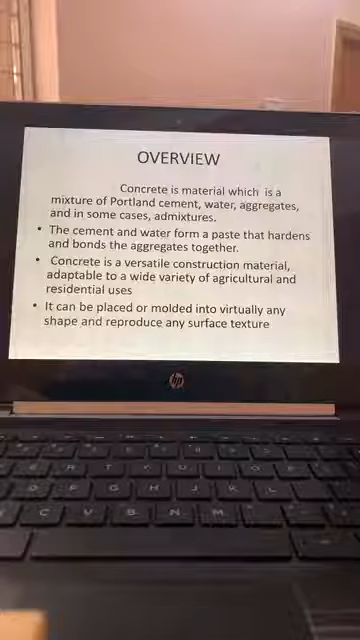 OVERVIEW
Concrete is material which is a
mixture of Portland cement, water, aggregates,
and in some cases, admixtures.
• The cement and water form a paste that hardens
and bonds the aggregates together.
• Concrete is a versatile construction material,
adaptable to a wide variety of agricultural and
residential uses
• It can be placed or molded into virtually any
shape and reproduce any surface texture
hp
R T Y U I O
D F G H J K L
C V B N M